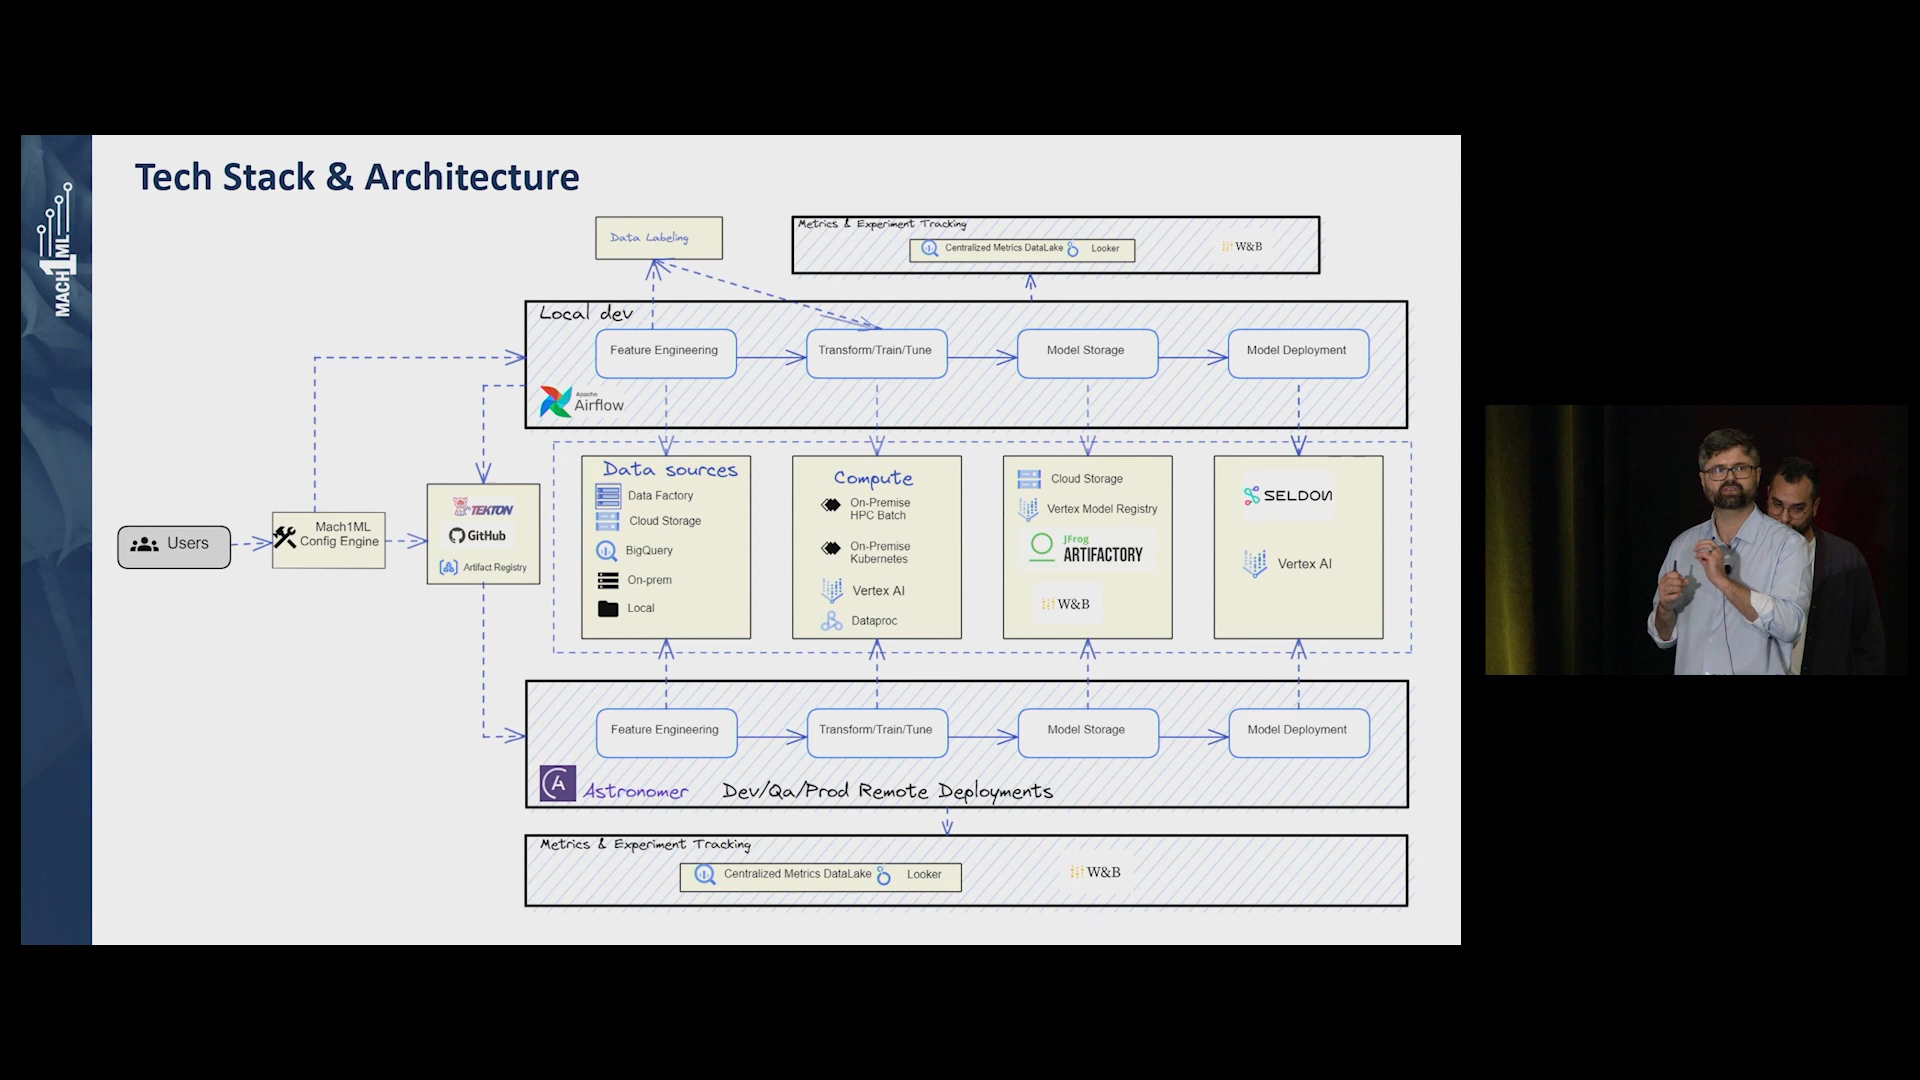 Tech Stack & Architecture
MACH1ML
Data Labeling
Metrics & Experiment Tracking
Centralized Metrics DataLake
Looker
W&B
Local dev
Feature Engineering
Transform/Train/Tune
Model Storage
Model Deployment
Apache
Airflow
Users
Mach1ML
Config Engine
TEKTON
GitHub
Artifact Registry
Data sources
Data Factory
Cloud Storage
BigQuery
On-prem
Local
Compute
On-Premise
HPC Batch
On-Premise
Kubernetes
Vertex AI
Dataproc
Cloud Storage
Vertex Model Registry
JFrog
ARTIFACTORY
W&B
SELDON
Vertex AI
Feature Engineering
Transform/Train/Tune
Model Storage
Model Deployment
Astronomer
Dev/Qa/Prod Remote Deployments
Metrics & Experiment Tracking
Centralized Metrics DataLake
Looker
W&B